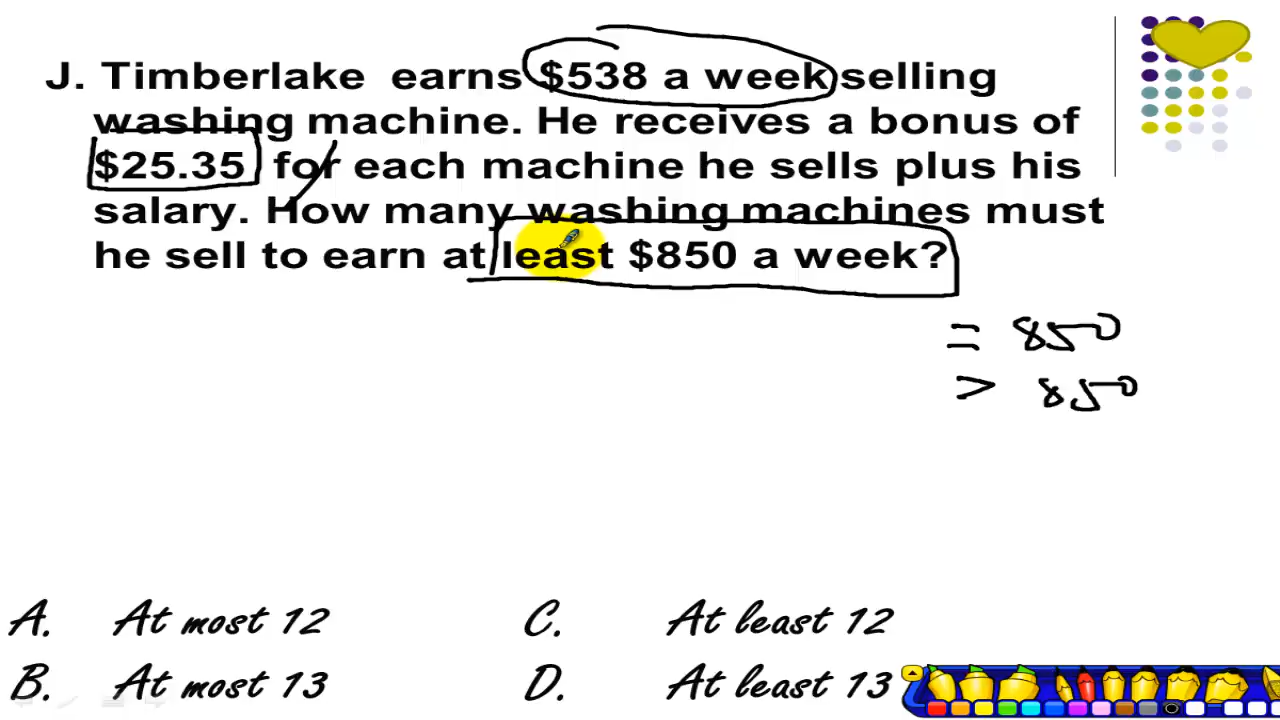 J. Timberlake earns $538 a week selling
washing machine. He receives a bonus of
$25.35 for each machine he sells plus his
salary. How many washing machines must
he sell to earn at least $850 a week?
= 850
> 850
A. At most 12
C. At least 12
B. At most 13
D. At least 13